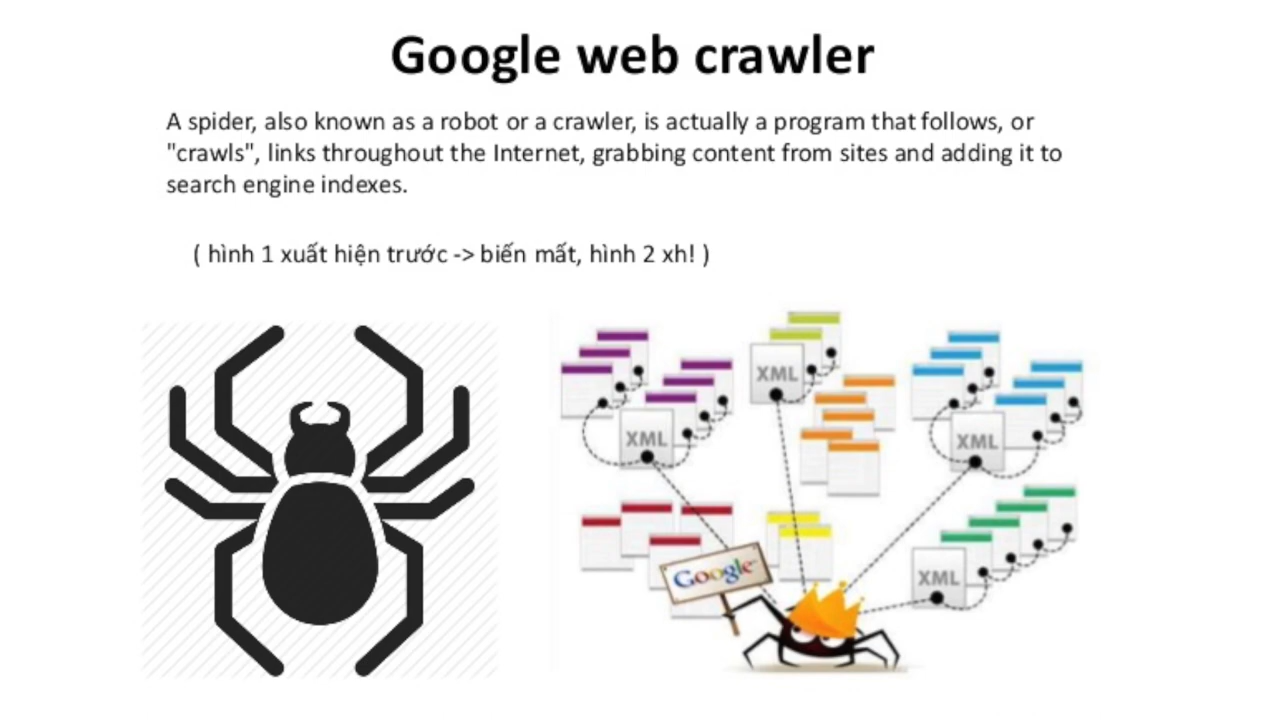 Google web crawler
A spider, also known as a robot or a crawler, is actually a program that follows, or
"crawls", links throughout the Internet, grabbing content from sites and adding it to
search engine indexes.
( hình 1 xuất hiện trước -> biến mất, hình 2 xh! )
XML
XML
XML
XML
Google